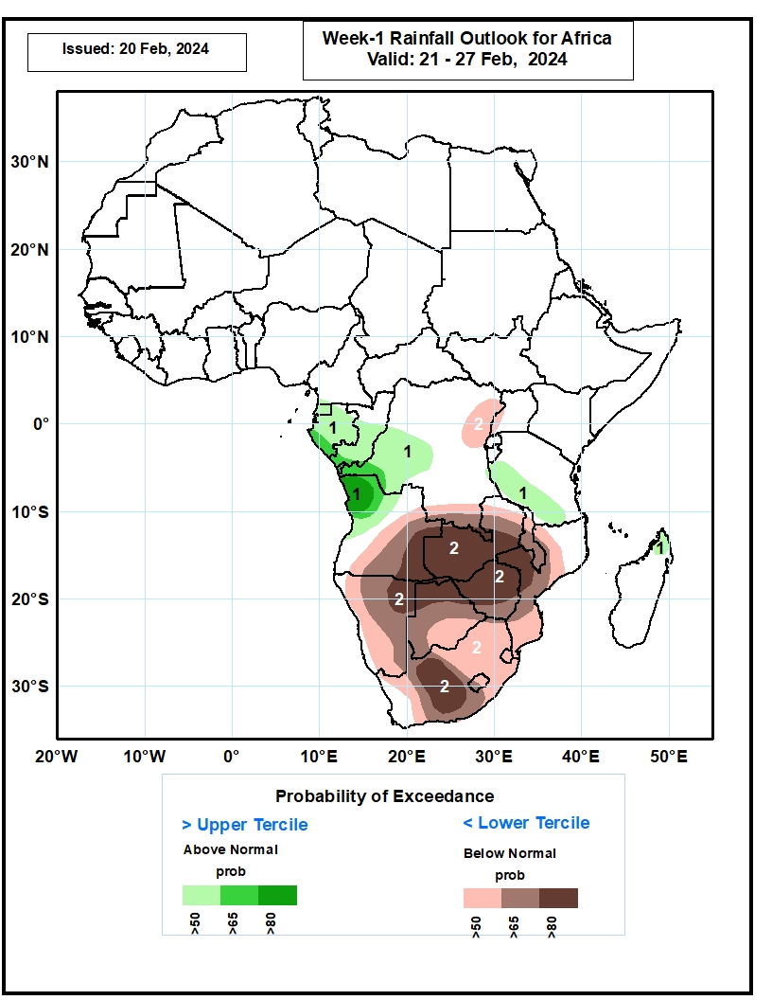 Issued: 20 Feb, 2024
Week-1 Rainfall Outlook for Africa
Valid: 21 - 27 Feb, 2024
30°N
20°N
10°N
0°
10°S
20°S
30°S
1
1
1
1
1
2
2
2
2
2
2
20°W
10°W
0°
10°E
20°E
30°E
40°E
50°E
Probability of Exceedance
> Upper Tercile
< Lower Tercile
Above Normal
Below Normal
prob
prob
>50
>65
>80
>50
>65
>80